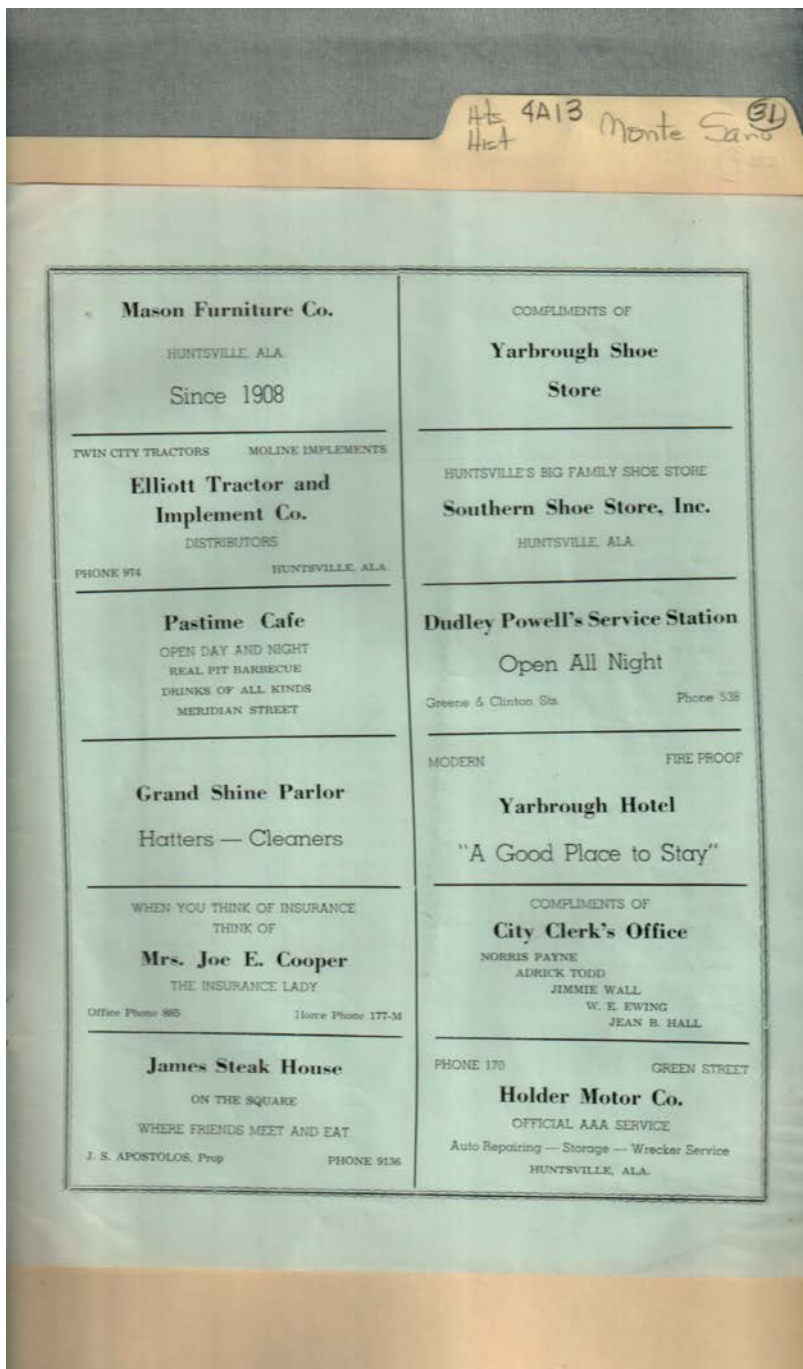 Hts 4A13 Monte Sano 31
Hist
Mason Furniture Co.
HUNTSVILLE, ALA.
Since 1908
TWIN CITY TRACTORS MOLINE IMPLEMENTS
Elliott Tractor and
Implement Co.
DISTRIBUTORS
PHONE 974 HUNTSVILLE, ALA.
Pastime Cafe
OPEN DAY AND NIGHT
REAL PIT BARBECUE
DRINKS OF ALL KINDS
MERIDIAN STREET
Grand Shine Parlor
Hatters — Cleaners
WHEN YOU THINK OF INSURANCE
THINK OF
Mrs. Joe E. Cooper
THE INSURANCE LADY
Office Phone 885 Home Phone 177-M
James Steak House
ON THE SQUARE
WHERE FRIENDS MEET AND EAT
J. S. APOSTOLOS, Prop PHONE 9136
COMPLIMENTS OF
Yarbrough Shoe
Store
HUNTSVILLE'S BIG FAMILY SHOE STORE
Southern Shoe Store, Inc.
HUNTSVILLE, ALA.
Dudley Powell's Service Station
Open All Night
Greene & Clinton Sts. Phone 538
MODERN FIRE PROOF
Yarbrough Hotel
"A Good Place to Stay"
COMPLIMENTS OF
City Clerk's Office
NORRIS PAYNE
ADRICK TODD
JIMMIE WALL
W. E. EWING
JEAN B. HALL
PHONE 170 GREEN STREET
Holder Motor Co.
OFFICIAL AAA SERVICE
Auto Repairing — Storage — Wrecker Service
HUNTSVILLE, ALA.